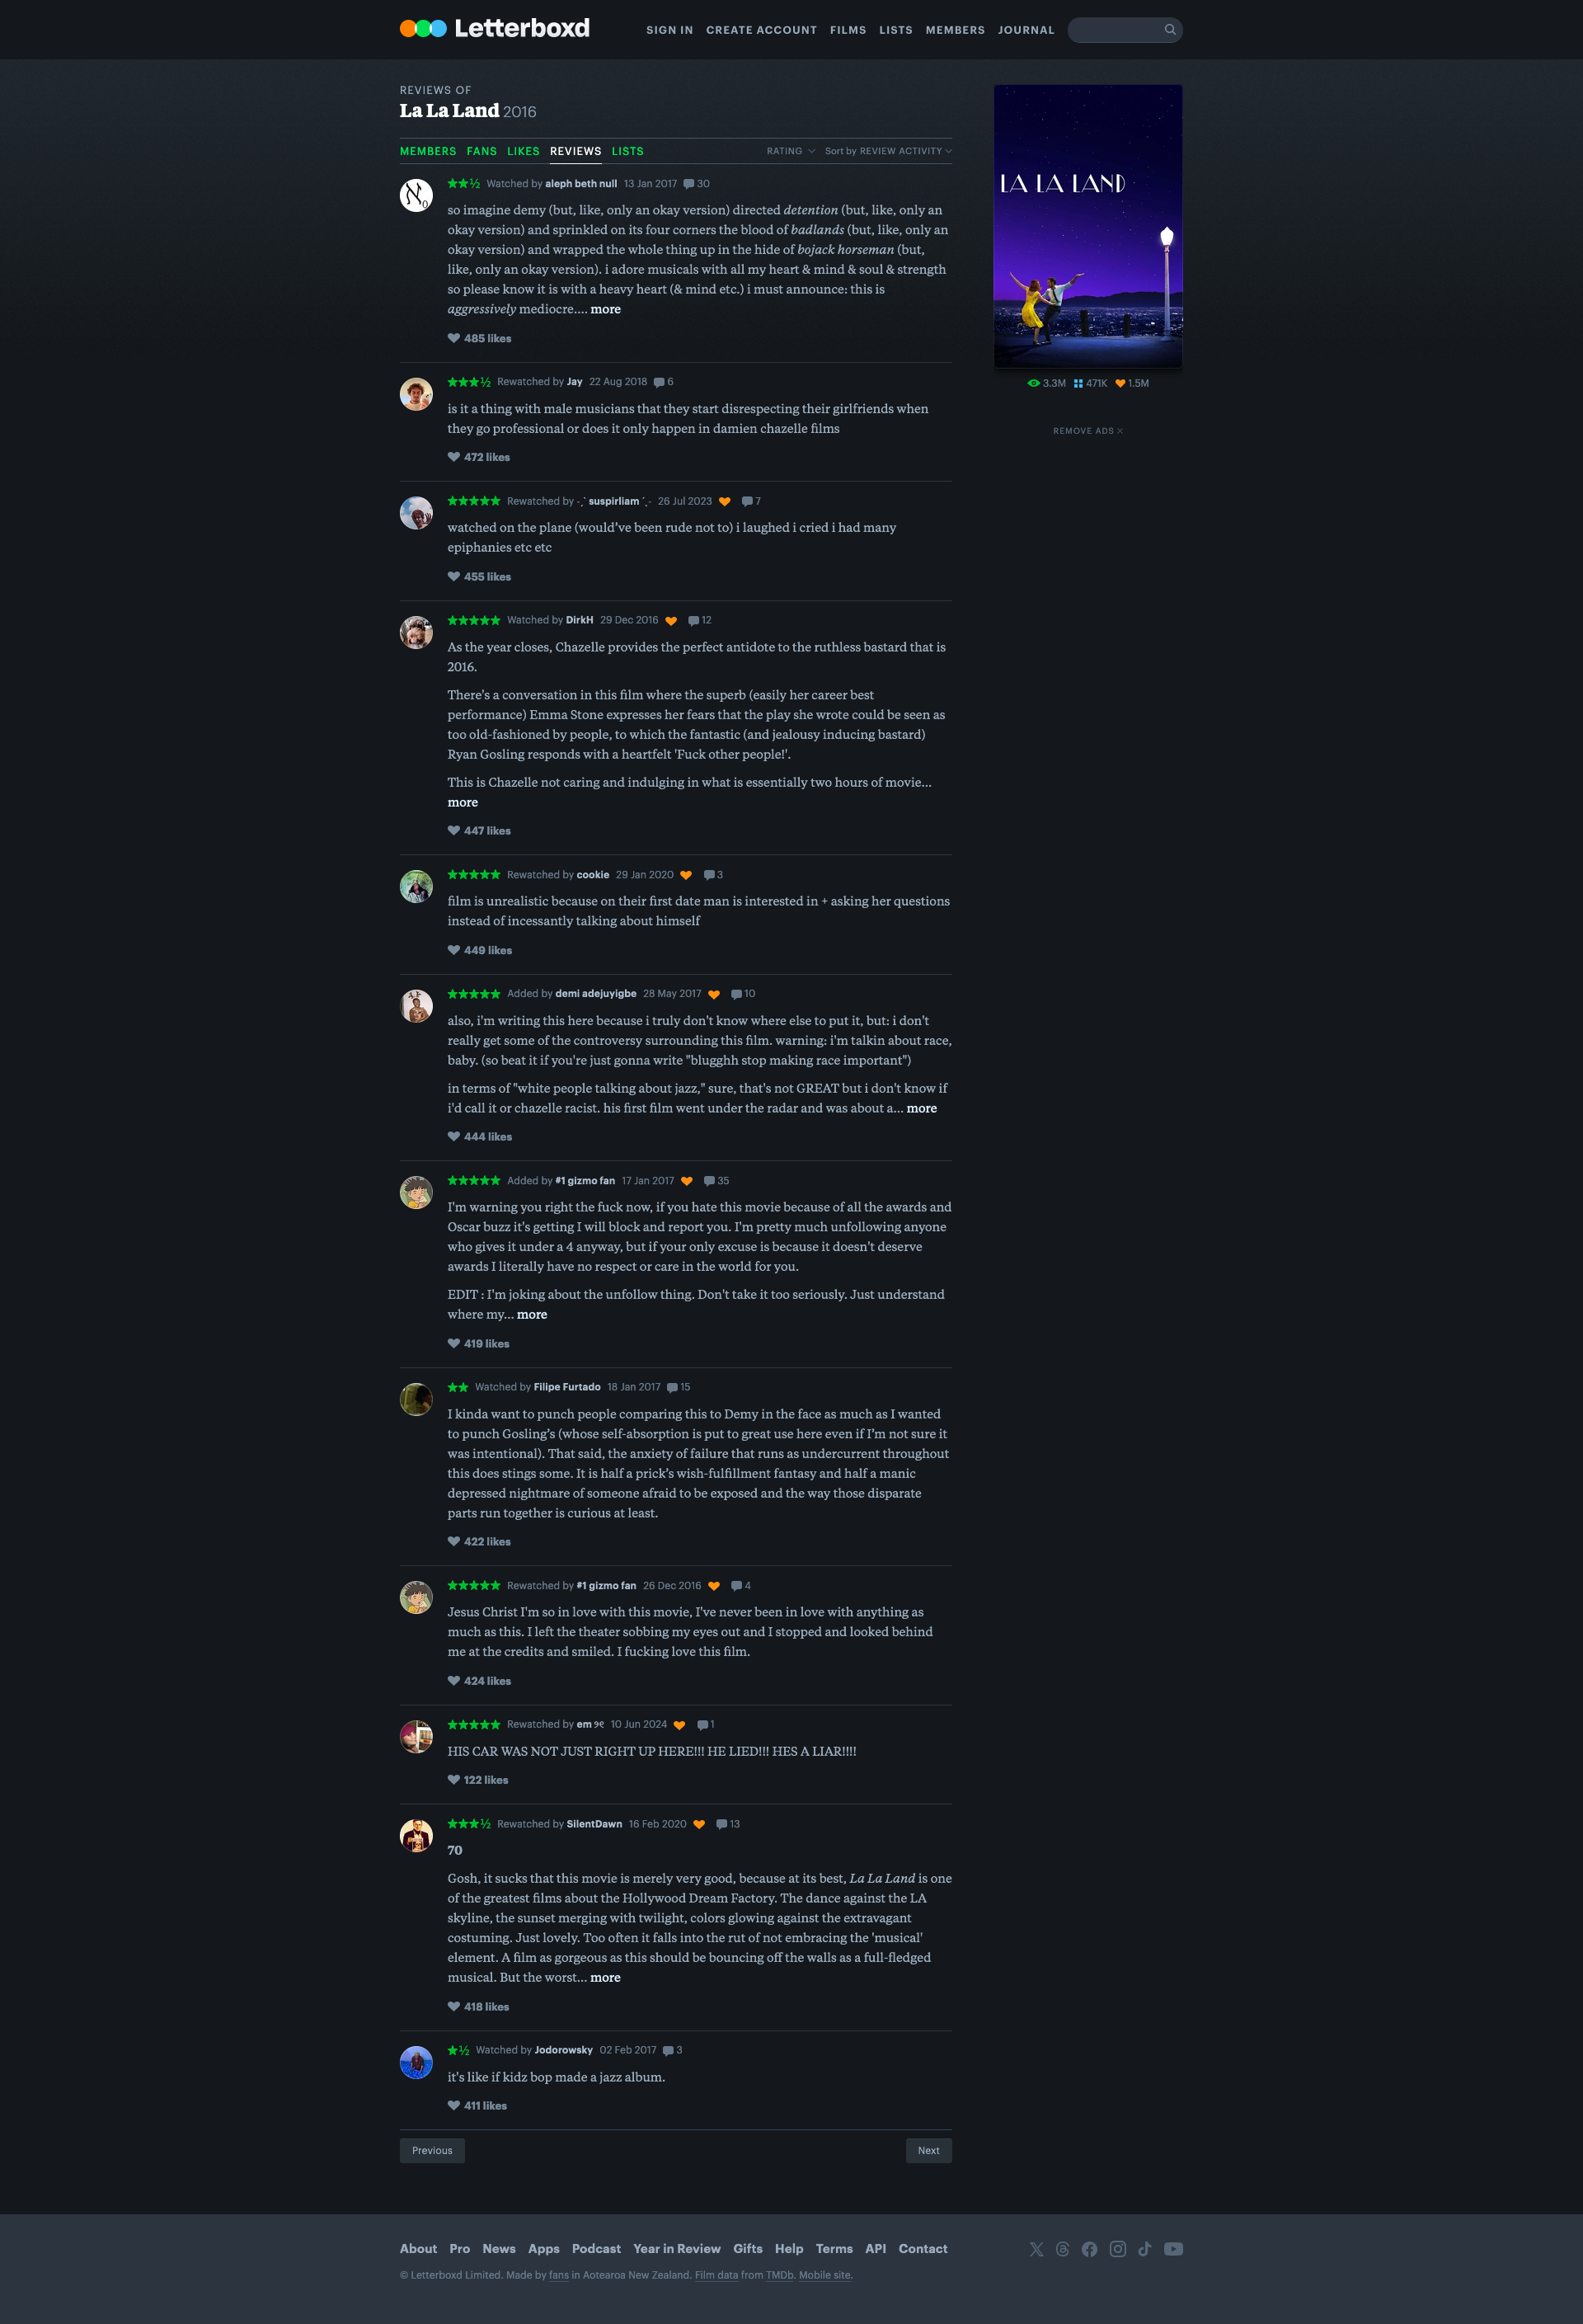 Letterboxd
SIGN IN CREATE ACCOUNT FILMS LISTS MEMBERS JOURNAL
REVIEWS OF
La La Land 2016
MEMBERS FANS LIKES REVIEWS LISTS RATING Sort by REVIEW ACTIVITY
LA LA LAND
3.3M 471K 1.5M
REMOVE ADS
★★½ Watched by aleph beth null 13 Jan 2017 30
so imagine demy (but, like, only an okay version) directed detention (but, like, only an
okay version) and sprinkled on its four corners the blood of badlands (but, like, only an
okay version) and wrapped the whole thing up in the hide of bojack horseman (but,
like, only an okay version). i adore musicals with all my heart & mind & soul & strength
so please know it is with a heavy heart (& mind etc.) i must announce: this is
aggressively mediocre.… more
485 likes
★★★½ Rewatched by Jay 22 Aug 2018 6
is it a thing with male musicians that they start disrespecting their girlfriends when
they go professional or does it only happen in damien chazelle films
472 likes
★★★★★ Rewatched by -ˏˋ suspirliam ˊˎ- 26 Jul 2023 7
watched on the plane (would’ve been rude not to) i laughed i cried i had many
epiphanies etc etc
455 likes
★★★★★ Watched by DirkH 29 Dec 2016 12
As the year closes, Chazelle provides the perfect antidote to the ruthless bastard that is
2016.
There's a conversation in this film where the superb (easily her career best
performance) Emma Stone expresses her fears that the play she wrote could be seen as
too old-fashioned by people, to which the fantastic (and jealousy inducing bastard)
Ryan Gosling responds with a heartfelt 'Fuck other people!'.
This is Chazelle not caring and indulging in what is essentially two hours of movie…
more
447 likes
★★★★★ Rewatched by cookie 29 Jan 2020 3
film is unrealistic because on their first date man is interested in + asking her questions
instead of incessantly talking about himself
449 likes
★★★★★ Added by demi adejuyigbe 28 May 2017 10
also, i'm writing this here because i truly don't know where else to put it, but: i don't
really get some of the controversy surrounding this film. warning: i'm talkin about race,
baby. (so beat it if you're just gonna write "blugghh stop making race important")
in terms of "white people talking about jazz," sure, that's not GREAT but i don't know if
i'd call it or chazelle racist. his first film went under the radar and was about a… more
444 likes
★★★★★ Added by #1 gizmo fan 17 Jan 2017 35
I'm warning you right the fuck now, if you hate this movie because of all the awards and
Oscar buzz it's getting I will block and report you. I'm pretty much unfollowing anyone
who gives it under a 4 anyway, but if your only excuse is because it doesn't deserve
awards I literally have no respect or care in the world for you.
EDIT : I'm joking about the unfollow thing. Don't take it too seriously. Just understand
where my… more
419 likes
★★ Watched by Filipe Furtado 18 Jan 2017 15
I kinda want to punch people comparing this to Demy in the face as much as I wanted
to punch Gosling’s (whose self-absorption is put to great use here even if I’m not sure it
was intentional). That said, the anxiety of failure that runs as undercurrent throughout
this does stings some. It is half a prick’s wish-fulfillment fantasy and half a manic
depressed nightmare of someone afraid to be exposed and the way those disparate
parts run together is curious at least.
422 likes
★★★★★ Rewatched by #1 gizmo fan 26 Dec 2016 4
Jesus Christ I'm so in love with this movie, I've never been in love with anything as
much as this. I left the theater sobbing my eyes out and I stopped and looked behind
me at the credits and smiled. I fucking love this film.
424 likes
★★★★★ Rewatched by em ୨୧ 10 Jun 2024 1
HIS CAR WAS NOT JUST RIGHT UP HERE!!! HE LIED!!! HES A LIAR!!!!
122 likes
★★★½ Rewatched by SilentDawn 16 Feb 2020 13
70
Gosh, it sucks that this movie is merely very good, because at its best, La La Land is one
of the greatest films about the Hollywood Dream Factory. The dance against the LA
skyline, the sunset merging with twilight, colors glowing against the extravagant
costuming. Just lovely. Too often it falls into the rut of not embracing the 'musical'
element. A film as gorgeous as this should be bouncing off the walls as a full-fledged
musical. But the worst… more
418 likes
★½ Watched by Jodorowsky 02 Feb 2017 3
it's like if kidz bop made a jazz album.
411 likes
Previous Next
About Pro News Apps Podcast Year in Review Gifts Help Terms API Contact
© Letterboxd Limited. Made by fans in Aotearoa New Zealand. Film data from TMDb. Mobile site.